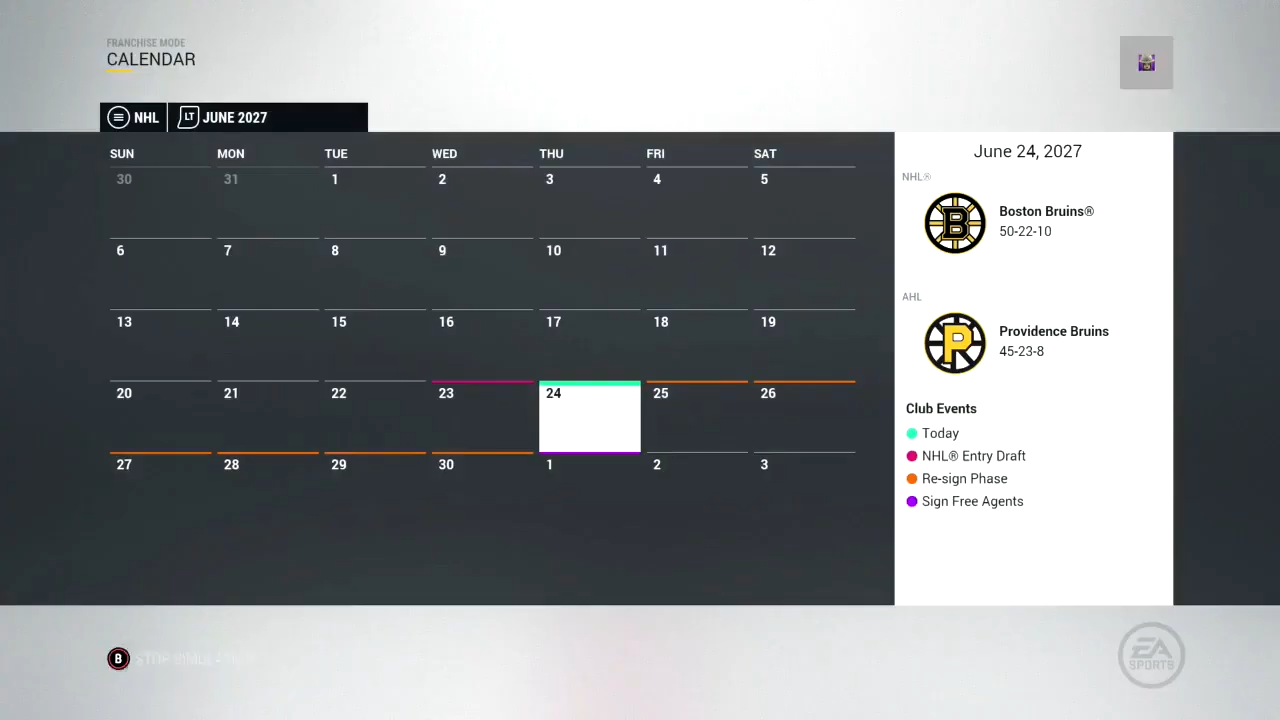 FRANCHISE MODE
CALENDAR
NHL LT JUNE 2027
SUN MON TUE WED THU FRI SAT
30 31 1 2 3 4 5
6 7 8 9 10 11 12
13 14 15 16 17 18 19
20 21 22 23 24 25 26
27 28 29 30 1 2 3
June 24, 2027
NHL®
B
Boston Bruins®
50-22-10
AHL
P
Providence Bruins
45-23-8
Club Events
Today
NHL® Entry Draft
Re-sign Phase
Sign Free Agents
B STOP SIMULATION
EA
SPORTS